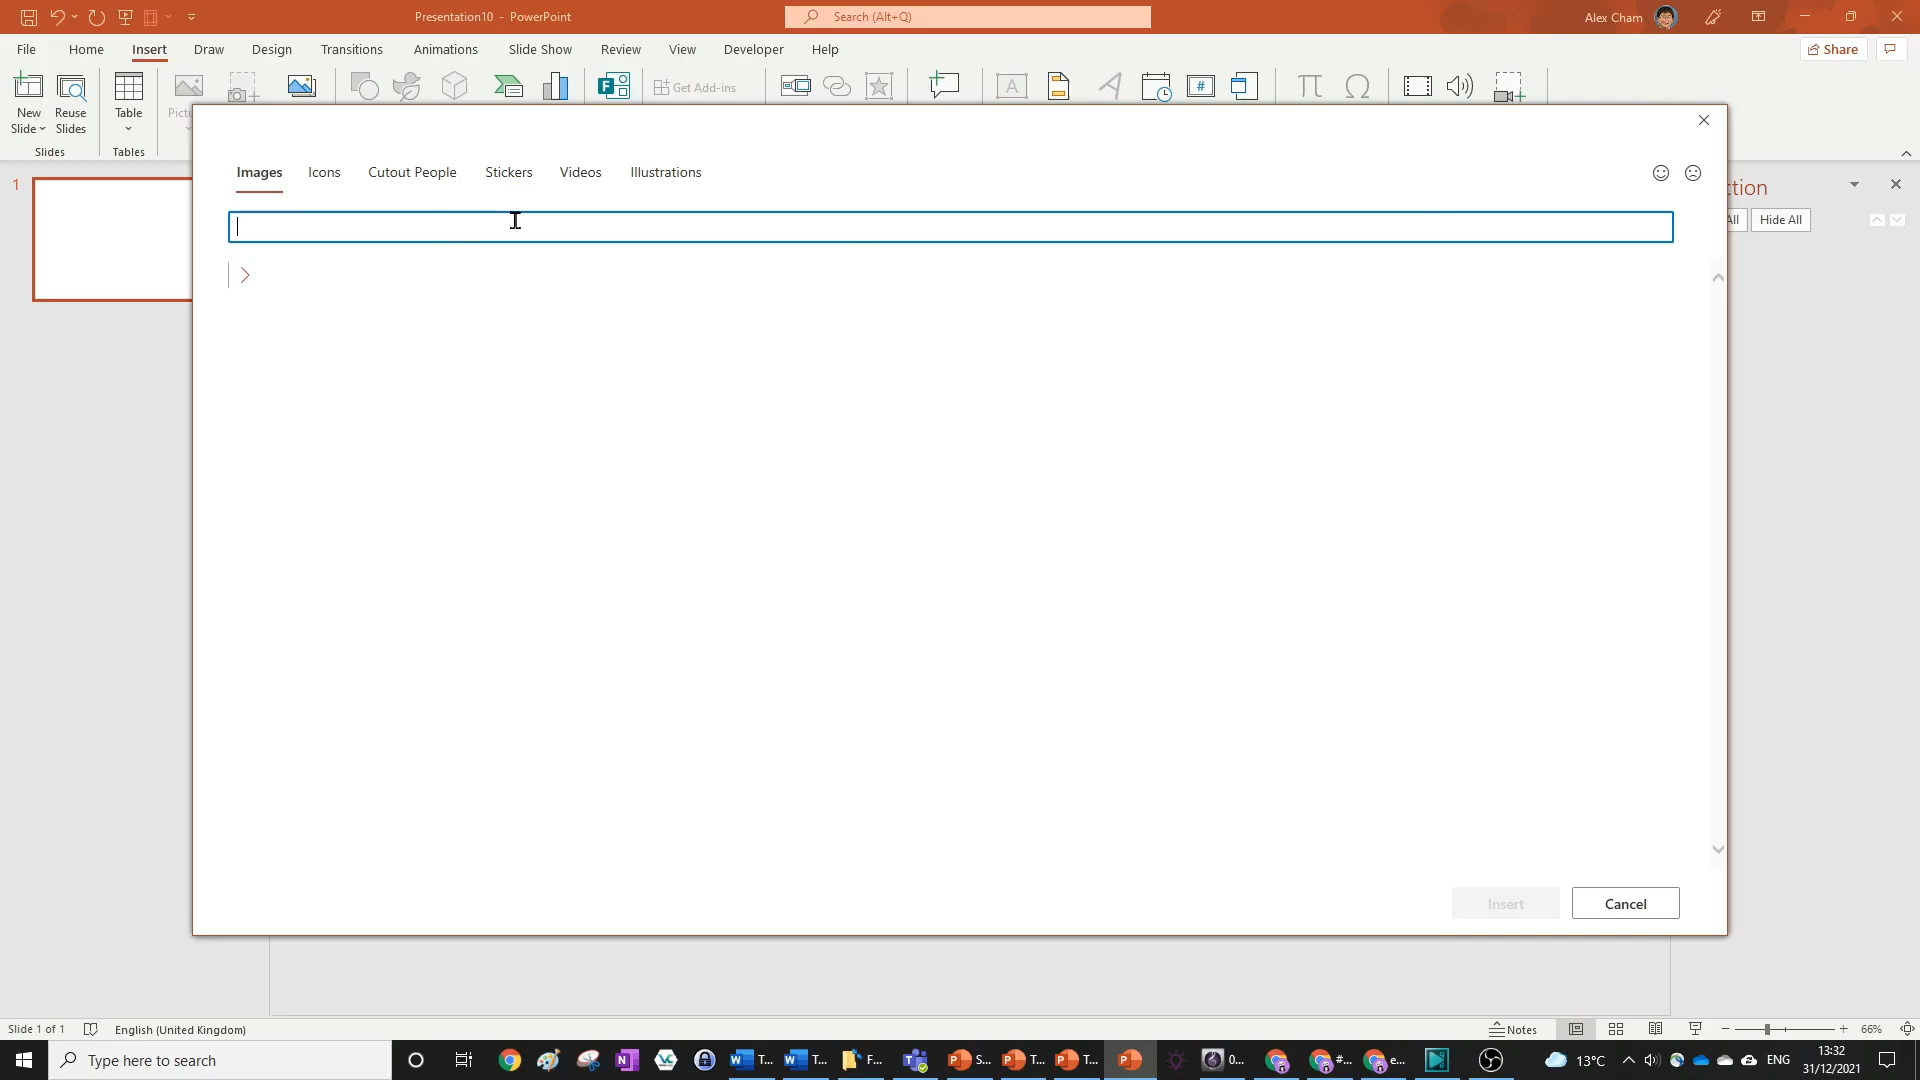 Presentation10 - PowerPoint
Search (Alt+Q)
Alex Cham
File Home Insert Draw Design Transitions Animations Slide Show Review View Developer Help
Share
Get Add-ins
New Slide
Reuse Slides
Table
Slides
Tables
Images Icons Cutout People Stickers Videos Illustrations
1
Hide All
Insert Cancel
Slide 1 of 1
English (United Kingdom)
Notes
66%
Type here to search
W T...
W T...
F...
P S...
P T...
P T...
0...
#...
e...
13°C
ENG
13:32
31/12/2021